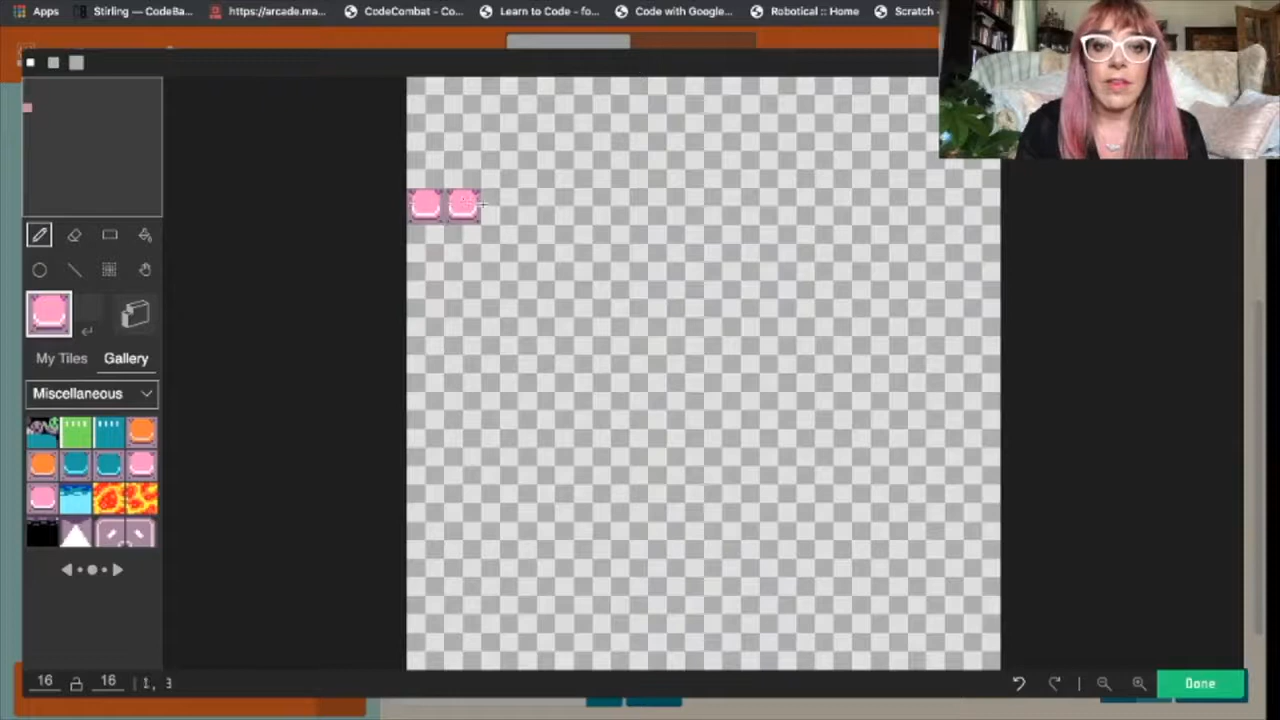 Apps Stirling — CodeBa... https://arcade.ma... CodeCombat - Co... Learn to Code - fo... Code with Google... Robotical :: Home Scratch -
My Tiles Gallery
Miscellaneous
16 16 1, 3 Done